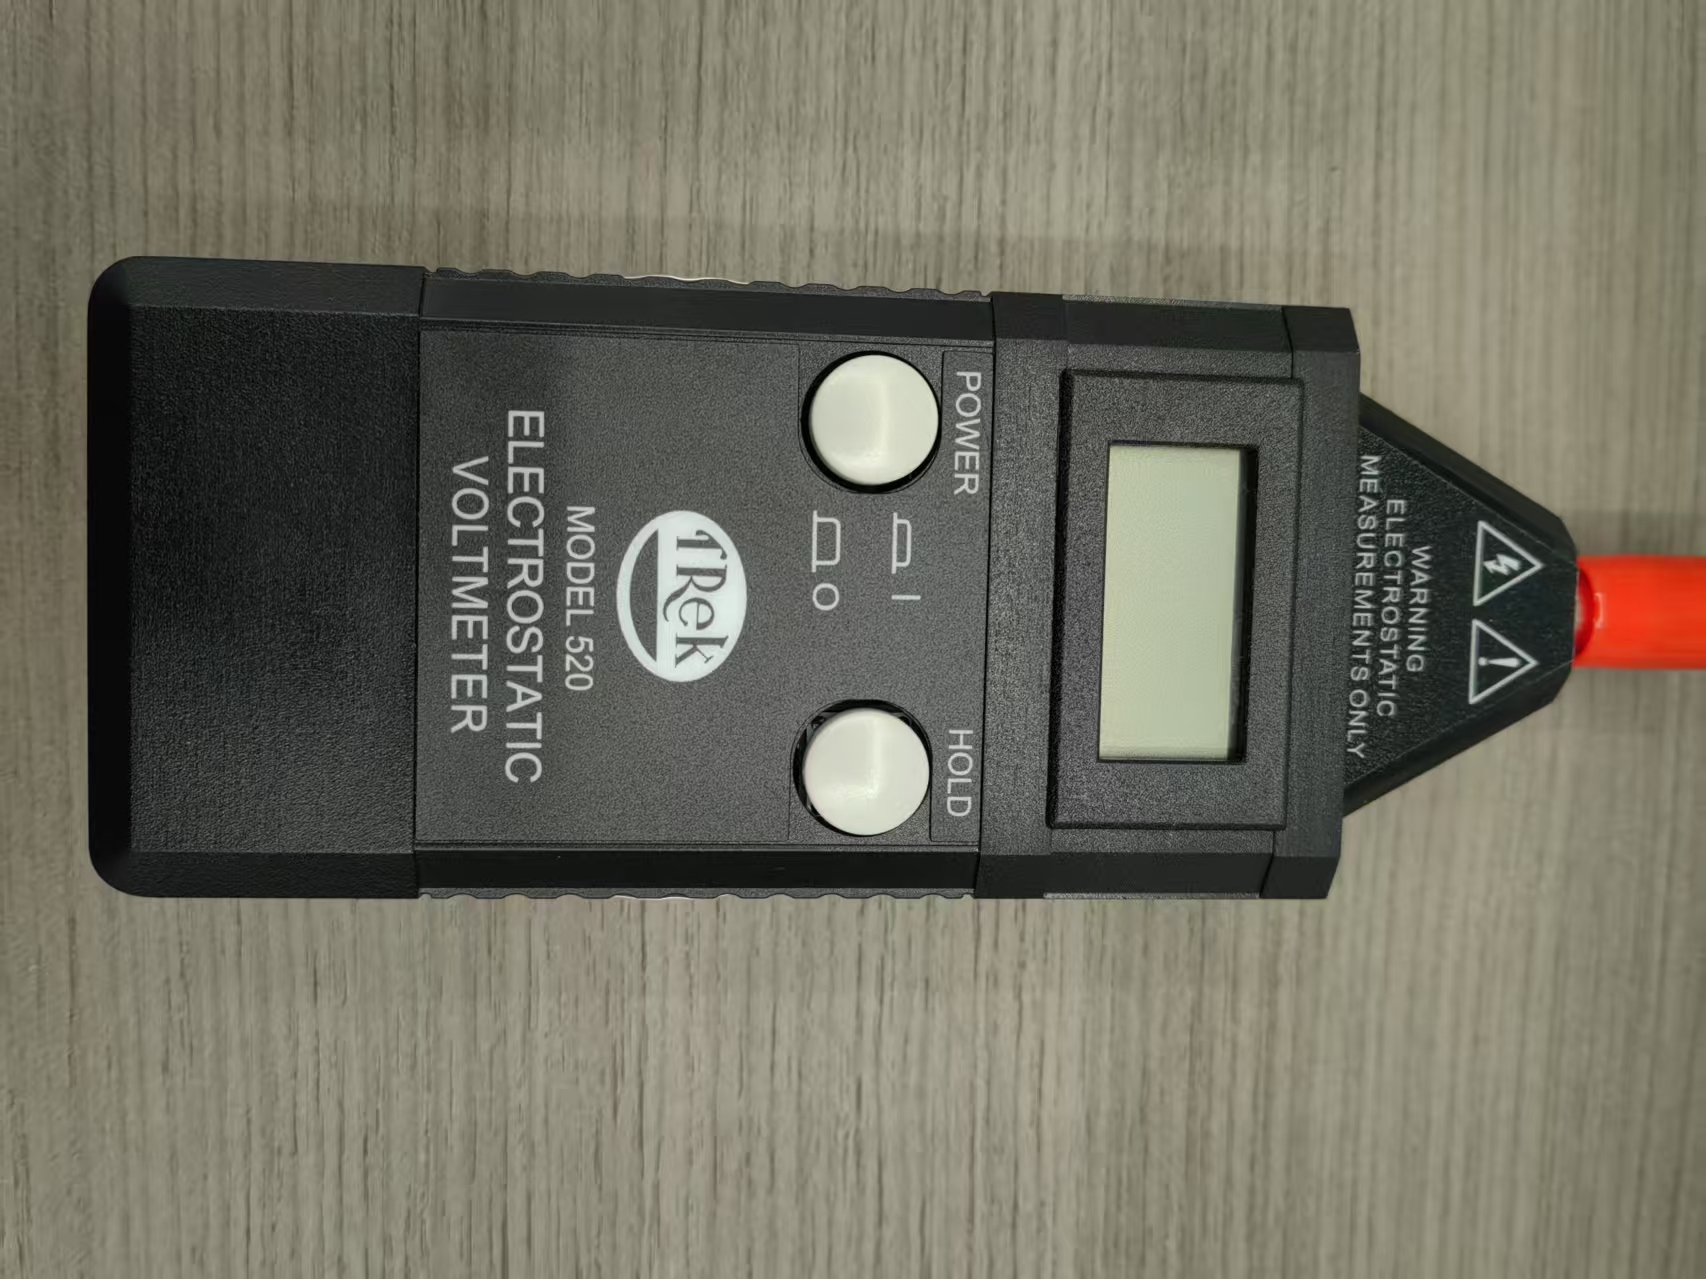 WARNING
ELECTROSTATIC
MEASUREMENTS ONLY
POWER
HOLD
I
O
TRek
MODEL 520
ELECTROSTATIC
VOLTMETER